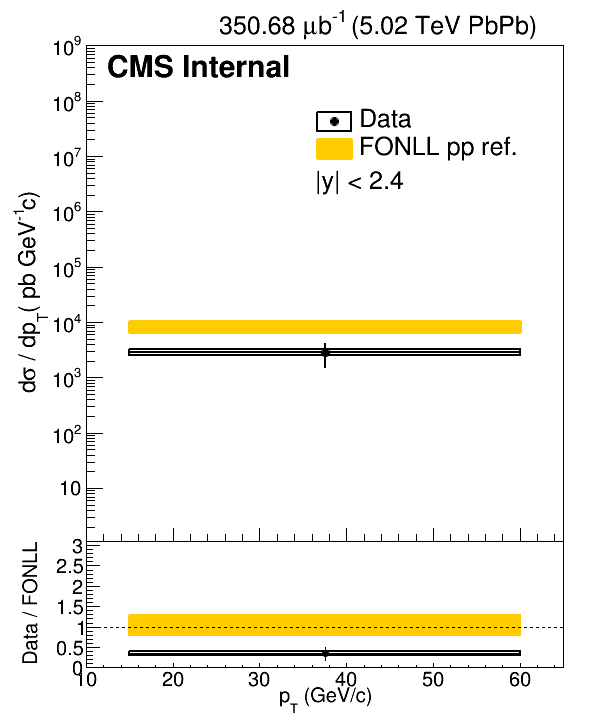 350.68 μb⁻¹ (5.02 TeV PbPb)
CMS Internal
Data
FONLL pp ref.
|y| < 2.4
dσ / dp_T( pb GeV⁻¹c)
10⁹
10⁸
10⁷
10⁶
10⁵
10⁴
10³
10²
10
Data / FONLL
3
2.5
2
1.5
1
0.5
0
10 20 30 40 50 60
p_T (GeV/c)